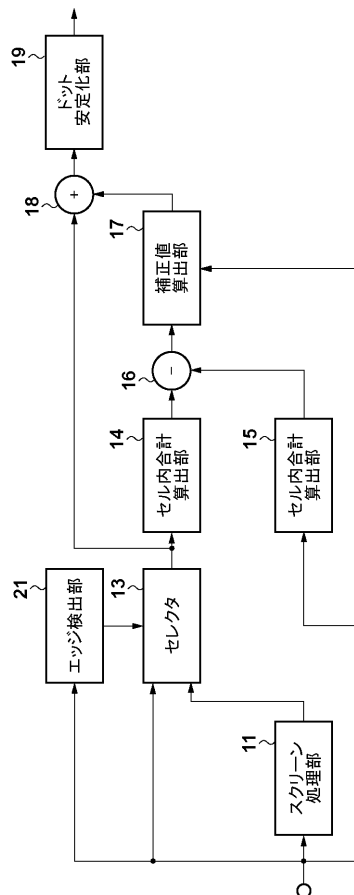 19
ドット
安定化部
18
+
17
補正値
算出部
16
-
14
セル内合計
算出部
15
セル内合計
算出部
21
エッジ検出部
13
セレクタ
11
スクリーン
処理部